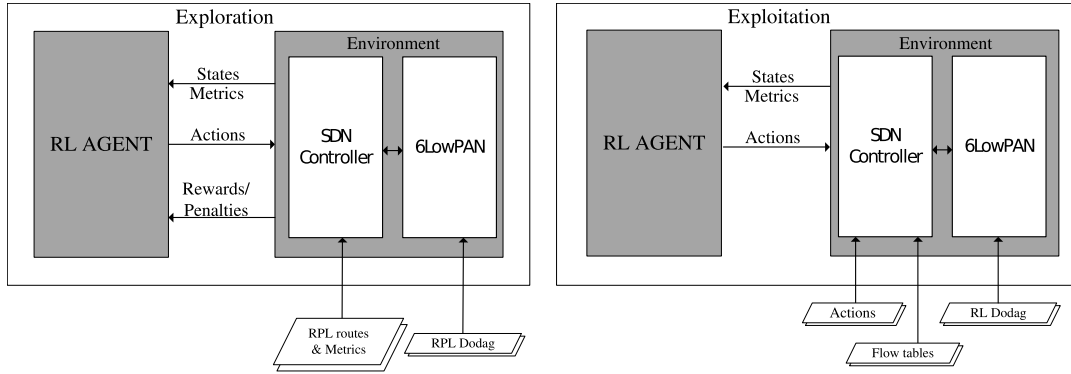 Exploration
Environment
RL AGENT
States
Metrics
Actions
Rewards/
Penalties
SDN
Controller
6LowPAN
RPL routes
& Metrics
RPL Dodag
Exploitation
Environment
RL AGENT
States
Metrics
Actions
SDN
Controller
6LowPAN
Actions
RL Dodag
Flow tables